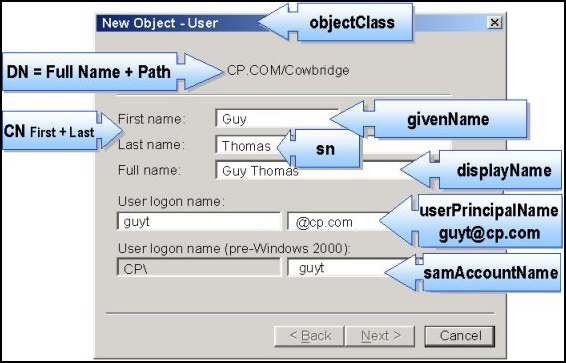 New Object - User
objectClass
DN = Full Name + Path
CP.COM/Cowbridge
CN First + Last
First name:
Guy
givenName
Last name:
Thomas
sn
Full name:
Guy Thomas
displayName
User logon name:
guyt
@cp.com
userPrincipalName
guyt@cp.com
User logon name (pre-Windows 2000):
CP\
guyt
samAccountName
< Back
Next >
Cancel